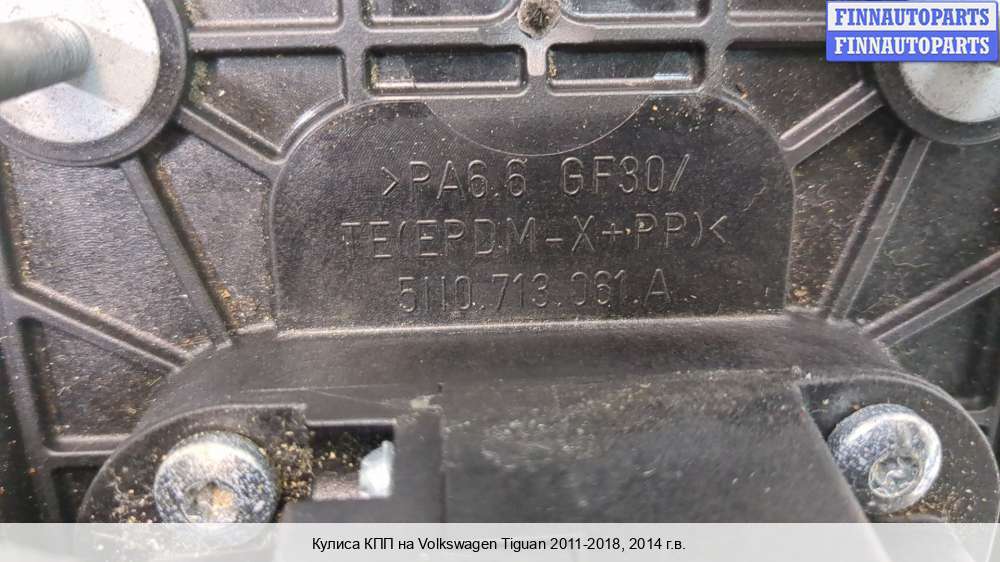 FINNAUTOPARTS
FINNAUTOPARTS
>PA6.6 GF30/
TE(EPDM-X+PP)<
5N0.713.061.A
Кулиса КПП на Volkswagen Tiguan 2011-2018, 2014 г.в.